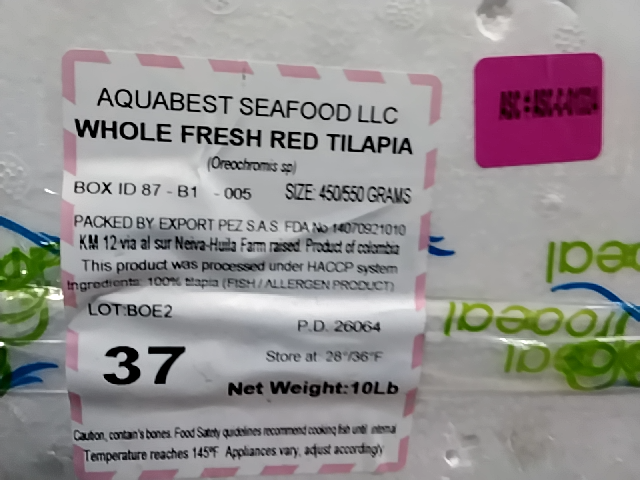 AQUABEST SEAFOOD LLC
WHOLE FRESH RED TILAPIA
(Oreochromis sp)
BOX ID 87 - B1 - 005 SIZE: 450/550 GRAMS
PACKED BY EXPORT PEZ S.A.S. FDA No 14070921010
KM 12 via al sur Neiva-Huila Farm raised. Product of colombia
This product was processed under HACCP system
Ingredients: 100% tilapia (FISH / ALLERGEN PRODUCT)
LOT:BOE2
P.D. 26064
37
Store at: 28°/36°F
Net Weight:10Lb
Caution, contain's bones. Food Safety guidelines recommend cooking fish until internal
Temperature reaches 145°F Appliances vary, adjust accordingly